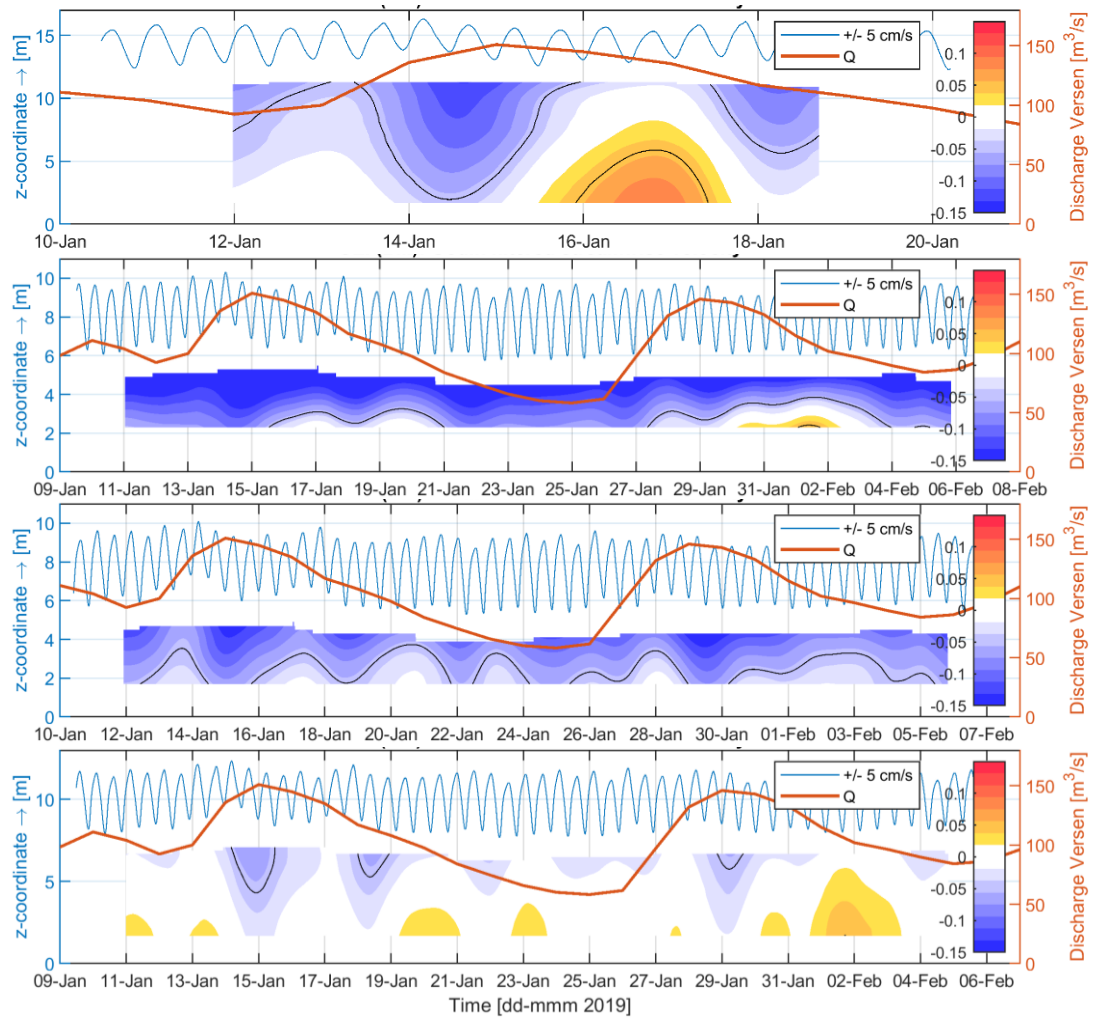 15
10
5
0
z-coordinate → [m]
+/- 5 cm/s
Q
0.1
0.05
0
-0.05
-0.1
-0.15
150
100
50
0
Discharge Versen [m³/s]
10-Jan 12-Jan 14-Jan 16-Jan 18-Jan 20-Jan
10
8
6
4
2
0
z-coordinate → [m]
+/- 5 cm/s
Q
0.1
0.05
0
-0.05
-0.1
-0.15
150
100
50
0
Discharge Versen [m³/s]
09-Jan 11-Jan 13-Jan 15-Jan 17-Jan 19-Jan 21-Jan 23-Jan 25-Jan 27-Jan 29-Jan 31-Jan 02-Feb 04-Feb 06-Feb 08-Feb
10
8
6
4
2
0
z-coordinate → [m]
+/- 5 cm/s
Q
0.1
0.05
0
-0.05
-0.1
-0.15
150
100
50
0
Discharge Versen [m³/s]
10-Jan 12-Jan 14-Jan 16-Jan 18-Jan 20-Jan 22-Jan 24-Jan 26-Jan 28-Jan 30-Jan 01-Feb 03-Feb 05-Feb 07-Feb
10
5
0
z-coordinate → [m]
+/- 5 cm/s
Q
0.1
0.05
0
-0.05
-0.1
-0.15
150
100
50
0
Discharge Versen [m³/s]
09-Jan 11-Jan 13-Jan 15-Jan 17-Jan 19-Jan 21-Jan 23-Jan 25-Jan 27-Jan 29-Jan 31-Jan 02-Feb 04-Feb 06-Feb
Time [dd-mmm 2019]